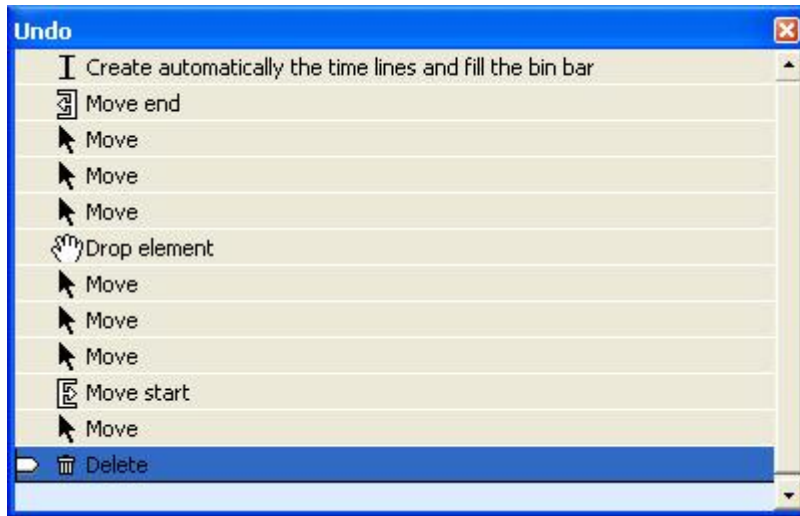 Undo
Create automatically the time lines and fill the bin bar
Move end
Move
Move
Move
Drop element
Move
Move
Move
Move start
Move
Delete